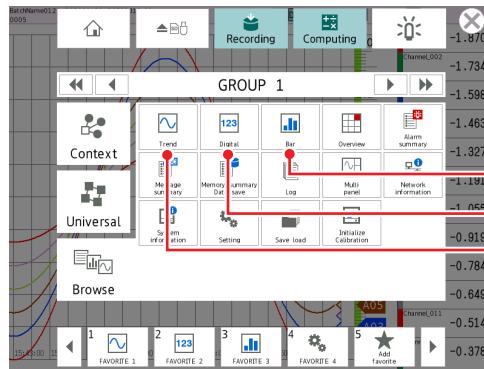 BatchName012
0005
Recording
Computing
-1.870
Channel_002
-1.734
GROUP 1
-1.598
-1.463
Context
Trend
Digital
Bar
Overview
Alarm
summary
-1.327
Message
summary
Memory summary
Data save
Log
Multi
panel
Network
information
-1.191
Universal
-1.055
System
information
Setting
Save load
Initialize
Calibration
-0.919
-0.784
Browse
-0.649
A05
Channel_011
-0.514
1
FAVORITE 1
2
FAVORITE 2
3
FAVORITE 3
4
FAVORITE 4
5
Add
favorite
-0.378
123
123